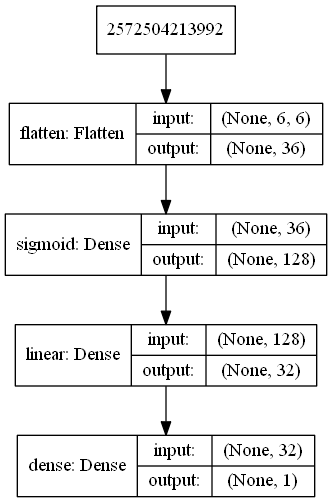 2572504213992
flatten: Flatten
input:
(None, 6, 6)
output:
(None, 36)
sigmoid: Dense
input:
(None, 36)
output:
(None, 128)
linear: Dense
input:
(None, 128)
output:
(None, 32)
dense: Dense
input:
(None, 32)
output:
(None, 1)